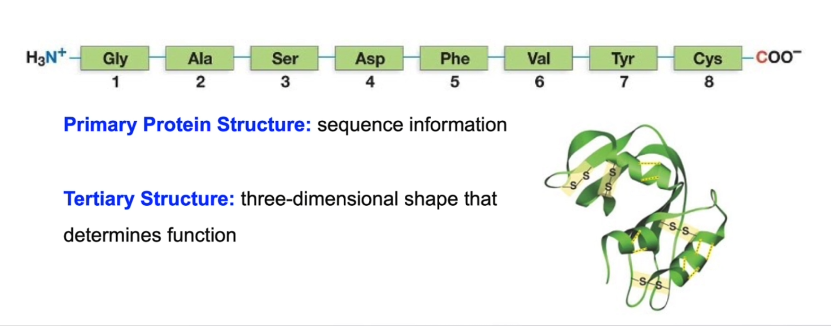 H₃N⁺ Gly Ala Ser Asp Phe Val Tyr Cys COO⁻
1 2 3 4 5 6 7 8
Primary Protein Structure: sequence information
Tertiary Structure: three-dimensional shape that
determines function
S S
S
S
S S
S S